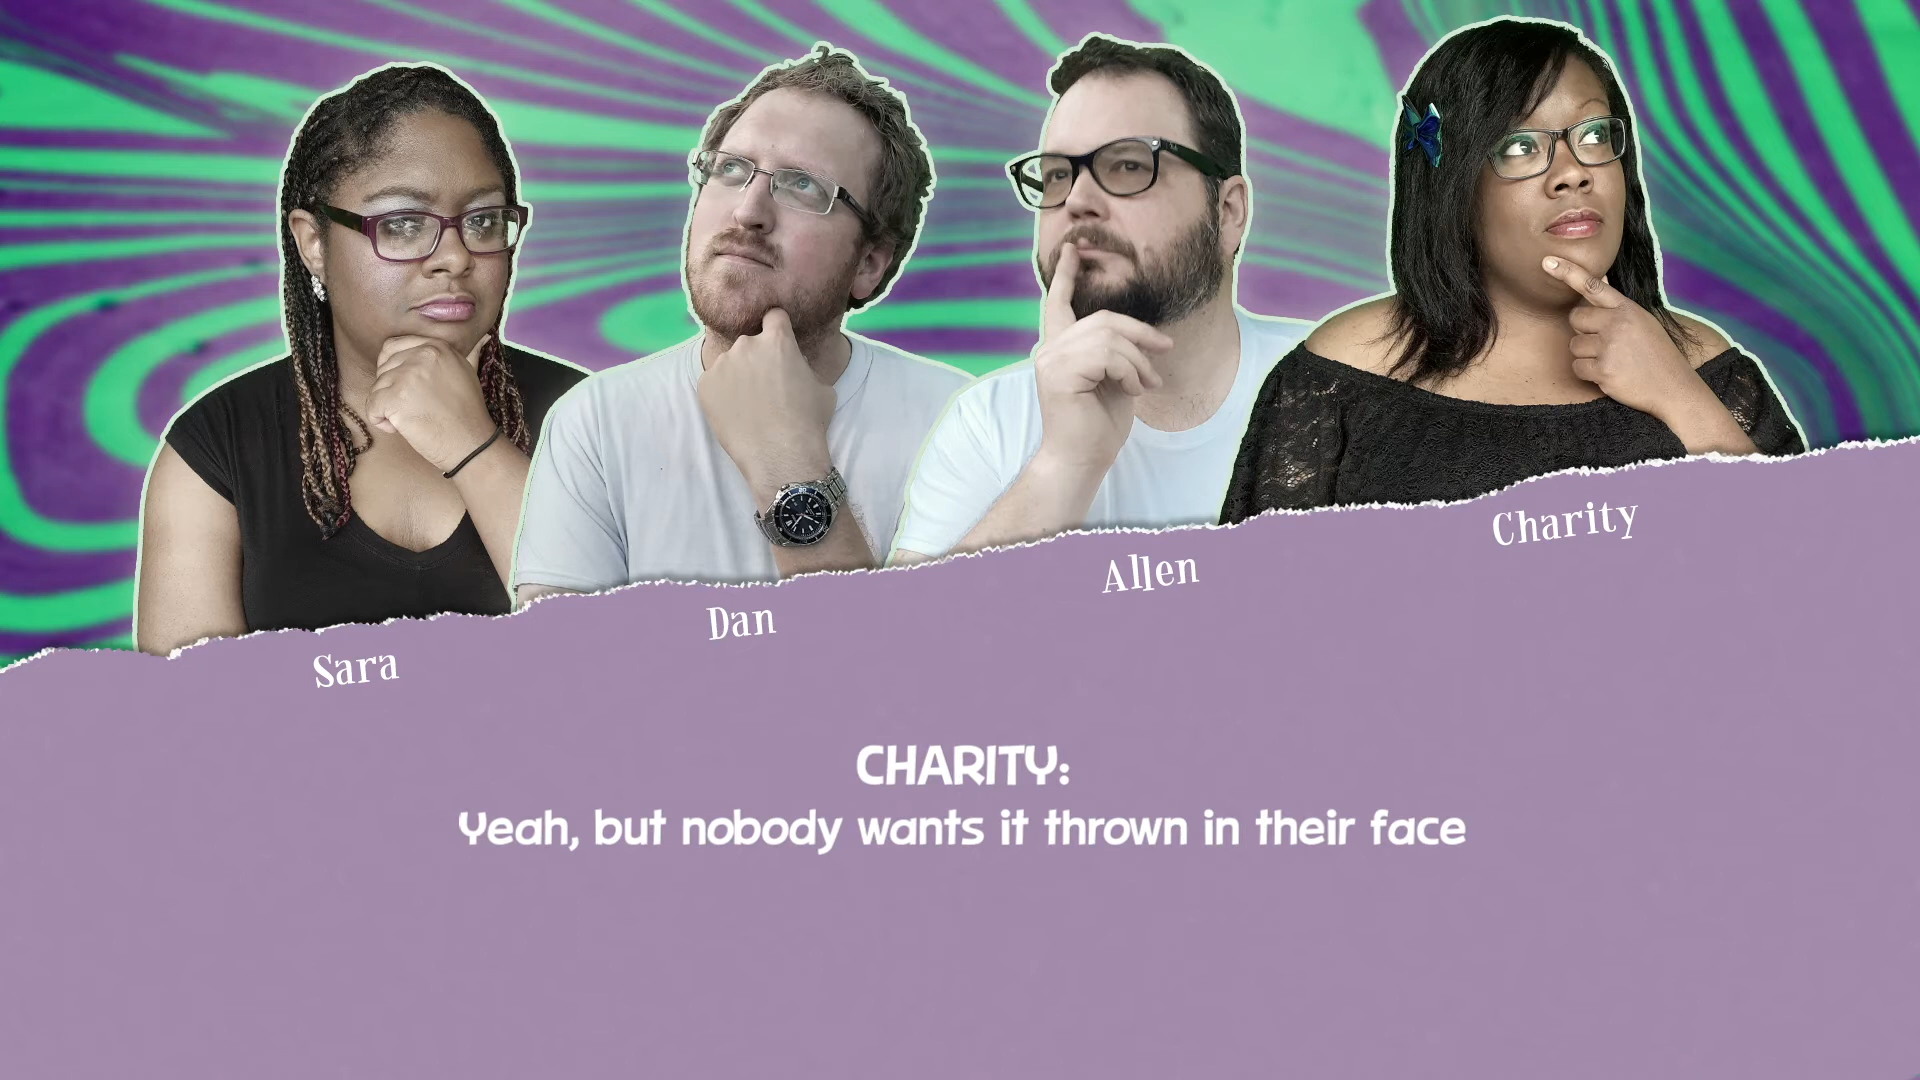 Sara
Dan
Allen
Charity
CHARITY:
Yeah, but nobody wants it thrown in their face